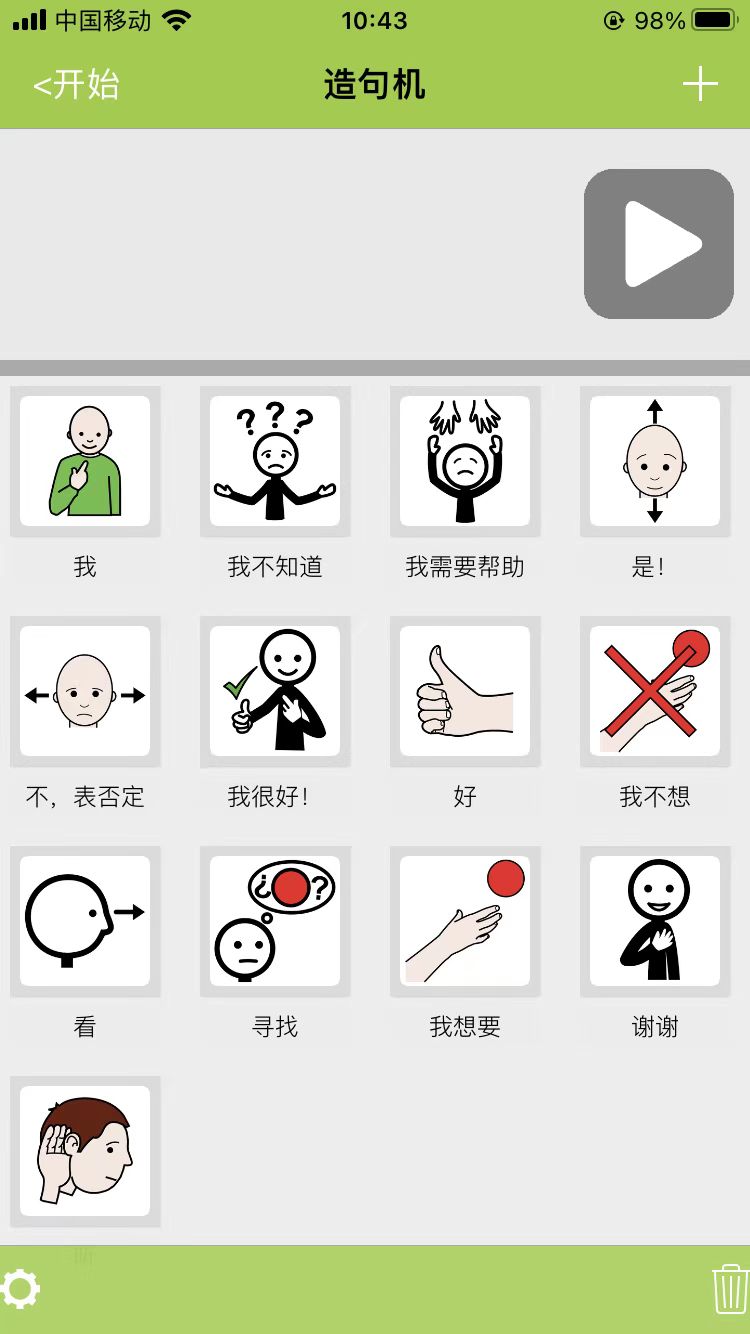 中国移动 10:43 98%
<开始 造句机
我 我不知道 我需要帮助 是！
不，表否定 我很好！ 好 我不想
看 寻找 我想要 谢谢